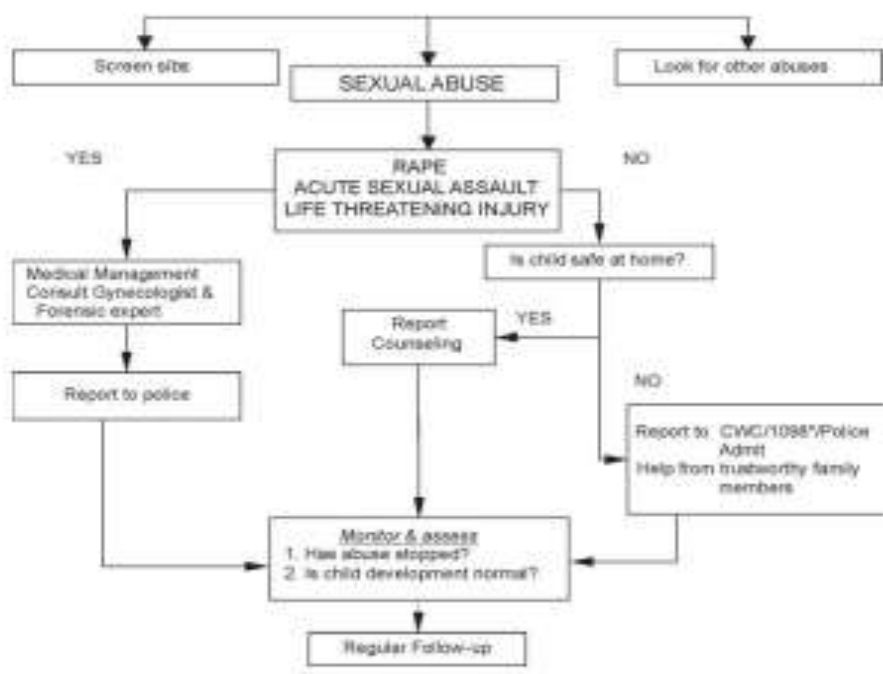 Screen sibs
SEXUAL ABUSE
Look for other abuses
YES
RAPE
ACUTE SEXUAL ASSAULT
LIFE THREATENING INJURY
NO
Is child safe at home?
Medical Management
Consult Gynecologist &
Forensic expert
Report
Counseling
YES
Report to police
NO
Report to CWC/1098*/Police
Admit
Help from trustworthy family
members
Monitor & assess
1. Has abuse stopped?
2. Is child development normal?
Regular Follow-up